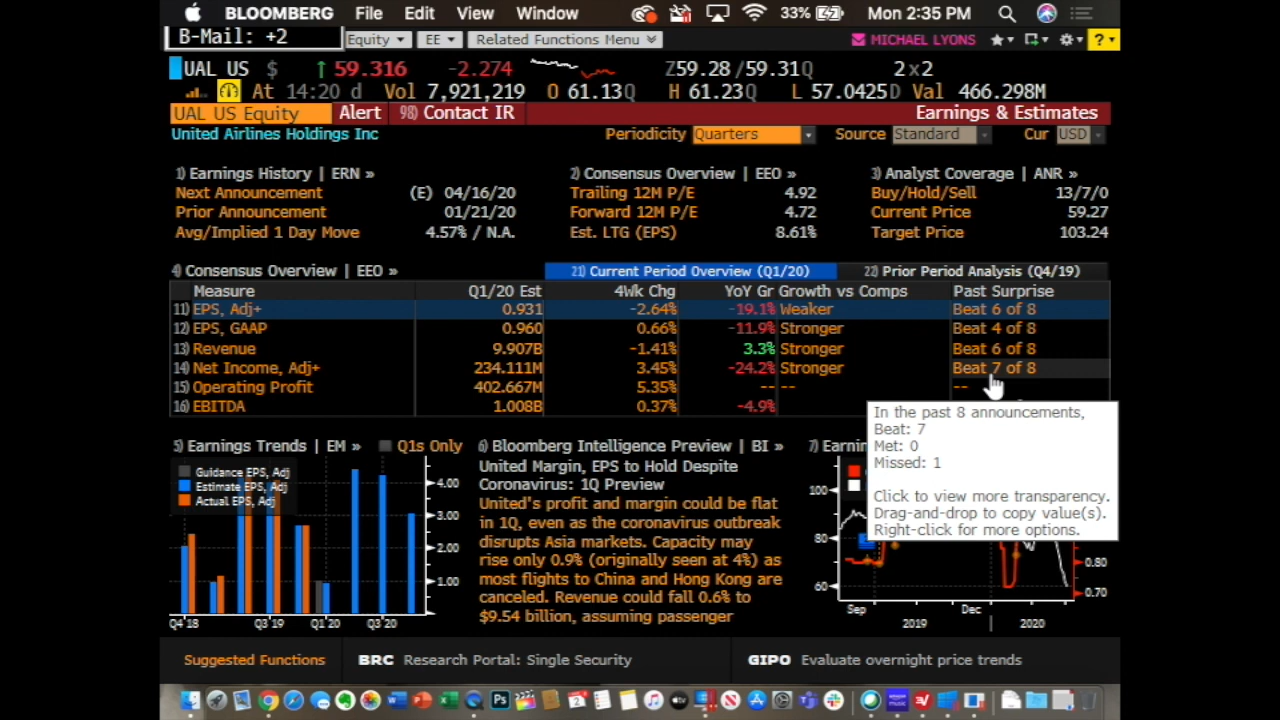 BLOOMBERG File Edit View Window 33% Mon 2:35 PM
B-Mail: +2 Equity EE Related Functions Menu MICHAEL LYONS ?
UAL US $ ↑ 59.316 -2.274 Z59.28 /59.31Q 2x2
At 14:20 d Vol 7,921,219 O 61.13Q H 61.23Q L 57.0425D Val 466.298M
UAL US Equity Alert 98) Contact IR Earnings & Estimates
United Airlines Holdings Inc Periodicity Quarters Source Standard Cur USD
1) Earnings History | ERN » 2) Consensus Overview | EEO » 3) Analyst Coverage | ANR »
Next Announcement (E) 04/16/20 Trailing 12M P/E 4.92 Buy/Hold/Sell 13/7/0
Prior Announcement 01/21/20 Forward 12M P/E 4.72 Current Price 59.27
Avg/Implied 1 Day Move 4.57% / N.A. Est. LTG (EPS) 8.61% Target Price 103.24
4) Consensus Overview | EEO » 21) Current Period Overview (Q1/20) 22) Prior Period Analysis (Q4/19)
Measure Q1/20 Est 4Wk Chg YoY Gr Growth vs Comps Past Surprise
11) EPS, Adj+ 0.931 -2.64% -19.1% Weaker Beat 6 of 8
12) EPS, GAAP 0.960 0.66% -11.9% Stronger Beat 4 of 8
13) Revenue 9.907B -1.41% 3.3% Stronger Beat 6 of 8
14) Net Income, Adj+ 234.111M 3.45% -24.2% Stronger Beat 7 of 8
15) Operating Profit 402.667M 5.35% -- -- --
16) EBITDA 1.008B 0.37% -4.9%
In the past 8 announcements,
Beat: 7
Met: 0
Missed: 1
Click to view more transparency.
Drag-and-drop to copy value(s).
Right-click for more options.
5) Earnings Trends | EM » Q1s Only
Guidance EPS, Adj
Estimate EPS, Adj
Actual EPS, Adj
4.00
3.00
2.00
1.00
Q4 18 Q3 19 Q1 20 Q3 20
6) Bloomberg Intelligence Preview | BI »
United Margin, EPS to Hold Despite
Coronavirus: 1Q Preview
United's profit and margin could be flat
in 1Q, even as the coronavirus outbreak
disrupts Asia markets. Capacity may
rise only 0.9% (originally seen at 4%) as
most flights to China and Hong Kong are
canceled. Revenue could fall 0.6% to
$9.54 billion, assuming passenger
7)
100
80
60
0.80
0.70
Sep Dec
2019 2020
Suggested Functions BRC Research Portal: Single Security GIPO Evaluate overnight price trends